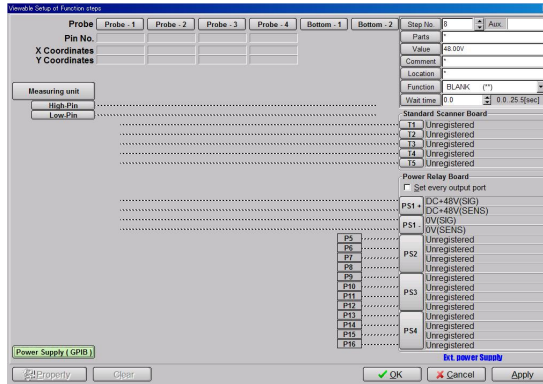 Viewable Setup of Function steps
Probe Probe - 1 Probe - 2 Probe - 3 Probe - 4 Bottom - 1 Bottom - 2 Step No. 8 Aux.
Pin No. Parts *
X Coordinates Value 48.00V
Y Coordinates Comment *
Location *
Measuring unit Function BLANK (**)
High-Pin Wait time 0.0 0.0..25.5[sec]
Low-Pin Standard Scanner Board
T1 Unregistered
T2 Unregistered
T3 Unregistered
T4 Unregistered
T5 Unregistered
Power Relay Board
Set every output port
PS1 + DC+48V(SIG)
DC+48V(SENS)
PS1 - 0V(SIG)
0V(SENS)
P5 Unregistered
P6 PS2 Unregistered
P7 Unregistered
P8 Unregistered
P9 Unregistered
P10 PS3 Unregistered
P11 Unregistered
P12 Unregistered
P13 Unregistered
P14 PS4 Unregistered
P15 Unregistered
P16 Unregistered
Power Supply ( GPIB ) Ext. power Supply
Property Clear OK Cancel Apply